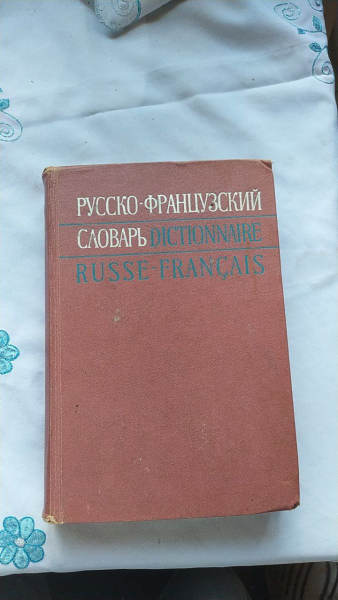 РУССКО-ФРАНЦУЗСКИЙ
СЛОВАРЬ DICTIONNAIRE
RUSSE-FRANÇAIS